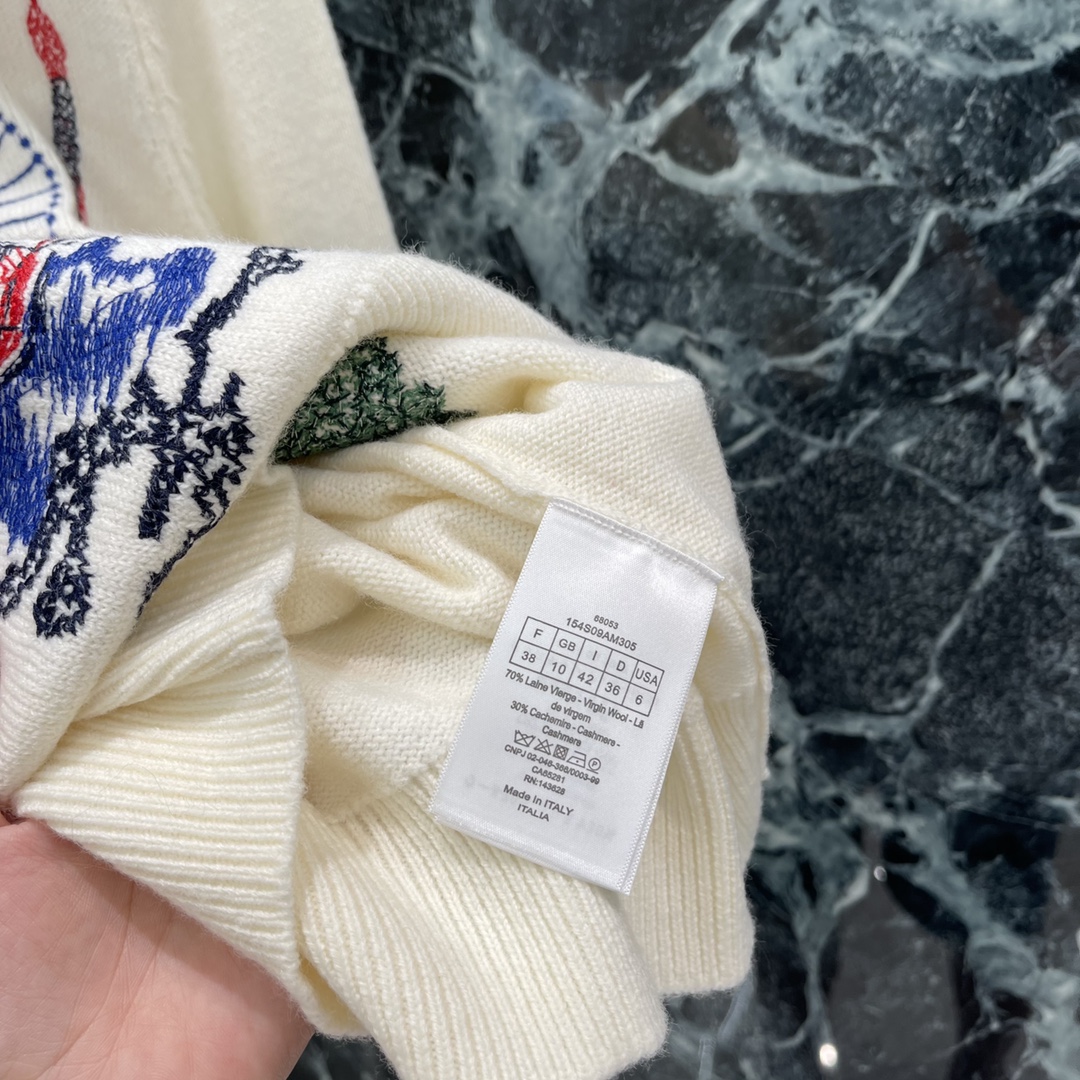 68053
154S09AM305
F GB I D USA
38 10 42 36 6
70% Laine Vierge - Virgin Wool - Lã
de virgem
30% Cachemire - Cashmere -
Cashmere
CNPJ 02-046-366/0003-99
CA65281
RN:143628
Made in ITALY
ITALIA